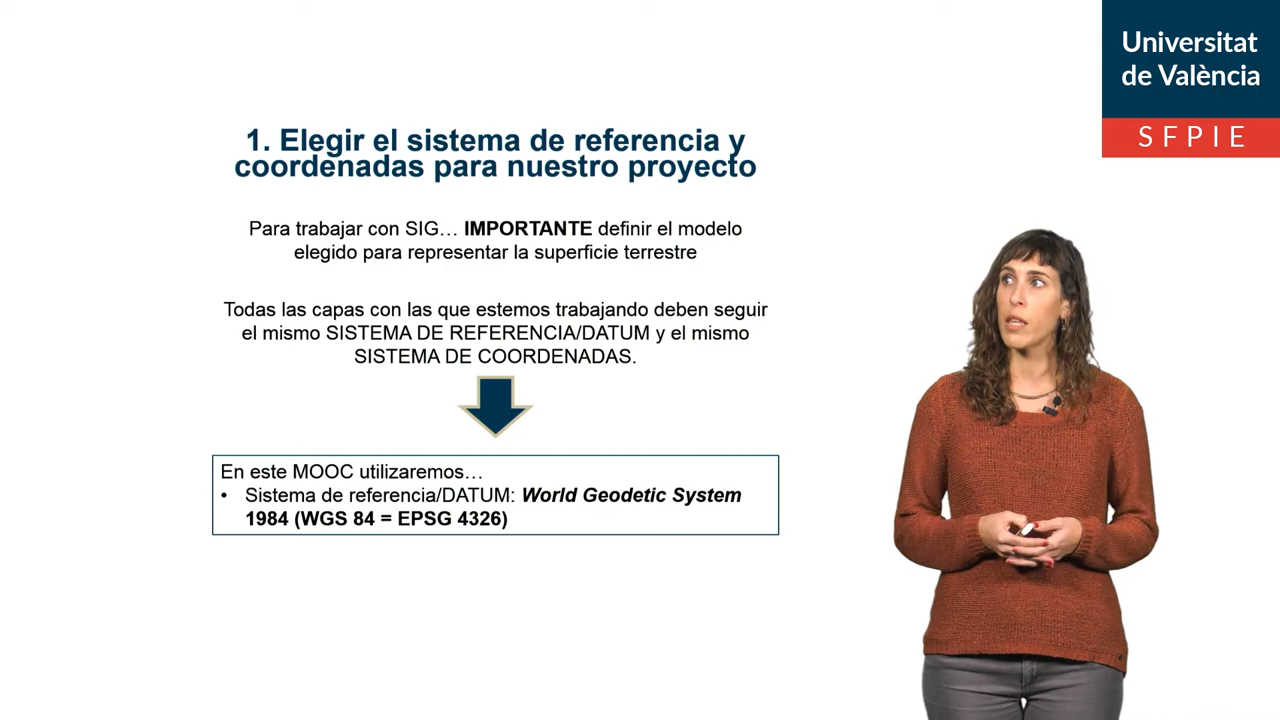 Universitat
de València
SFPIE
1. Elegir el sistema de referencia y
coordenadas para nuestro proyecto
Para trabajar con SIG… IMPORTANTE definir el modelo
elegido para representar la superficie terrestre
Todas las capas con las que estemos trabajando deben seguir
el mismo SISTEMA DE REFERENCIA/DATUM y el mismo
SISTEMA DE COORDENADAS.
En este MOOC utilizaremos…
• Sistema de referencia/DATUM: World Geodetic System
1984 (WGS 84 = EPSG 4326)